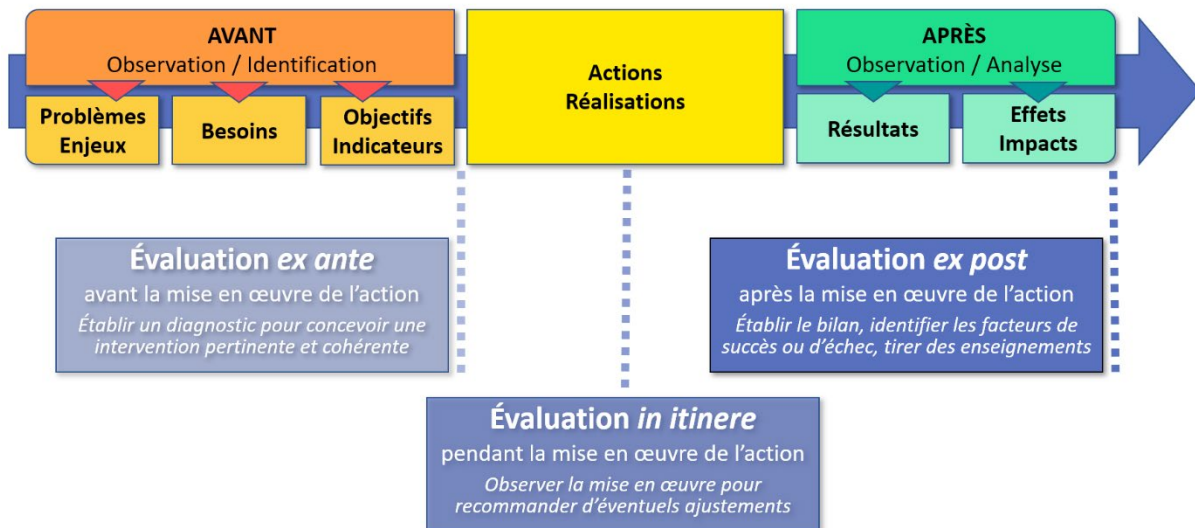 AVANT
Observation / Identification
Problèmes
Enjeux
Besoins
Objectifs
Indicateurs
Actions
Réalisations
APRÈS
Observation / Analyse
Résultats
Effets
Impacts
Évaluation ex ante
avant la mise en œuvre de l’action
Établir un diagnostic pour concevoir une
intervention pertinente et cohérente
Évaluation ex post
après la mise en œuvre de l’action
Établir le bilan, identifier les facteurs de
succès ou d’échec, tirer des enseignements
Évaluation in itinere
pendant la mise en œuvre de l’action
Observer la mise en œuvre pour
recommander d’éventuels ajustements